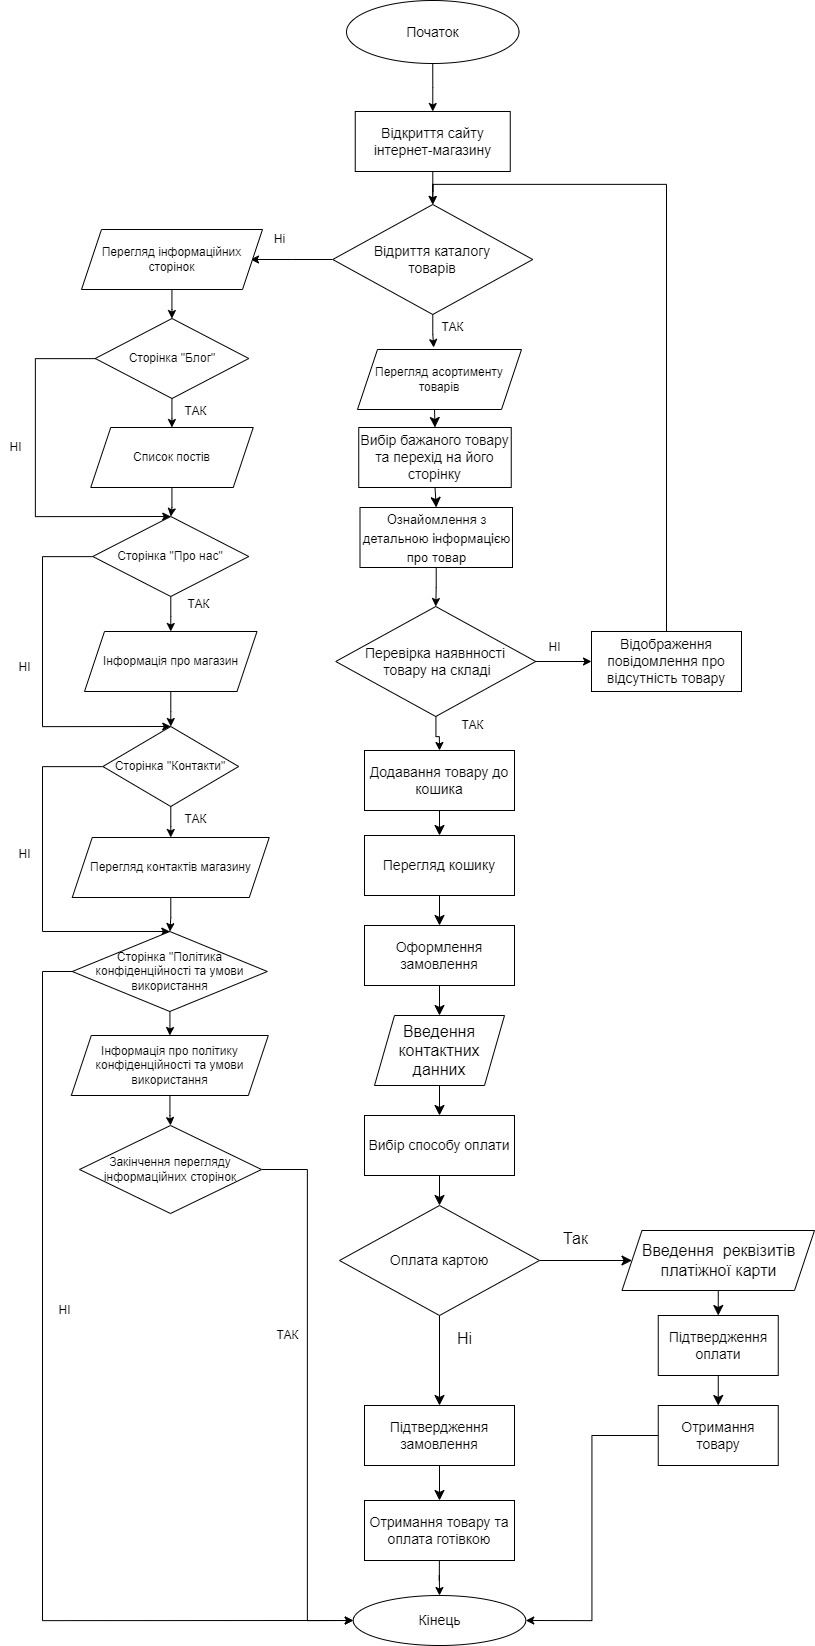 Початок
Відкриття сайту
інтернет-магазину
Відриття каталогу
товарів
Ні
Перегляд інформаційних
сторінок
ТАК
Сторінка "Блог"
Перегляд асортименту
товарів
ТАК
НІ
Список постів
Вибір бажаного товару
та перехід на його
сторінку
Ознайомлення з
детальною інформацією
про товар
Сторінка "Про нас"
ТАК
НІ
Інформація про магазин
Перевірка наявнності
товару на складі
НІ
Відображення
повідомлення про
відсутність товару
ТАК
Сторінка "Контакти"
Додавання товару до
кошика
ТАК
НІ
Перегляд контактів магазину
Перегляд кошику
Сторінка "Політика
конфіденційності та умови
використання
Оформлення
замовлення
Інформація про політику
конфіденційності та умови
використання
Введення
контактних
данних
Закінчення перегляду
інформаційних сторінок
Вибір способу оплати
Оплата картою
Так
Введення реквізитів
платіжної карти
НІ
ТАК
Ні
Підтвердження
оплати
Підтвердження
замовлення
Отримання
товару
Отримання товару та
оплата готівкою
Кінець